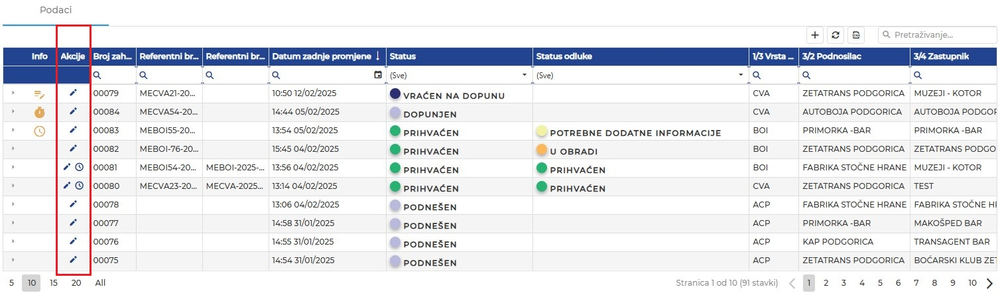 Podaci
Pretraživanje...
Info Akcije Broj zah... Referentni br... Referentni br... Datum zadnje promjene ↓ Status Status odluke 1/3 Vrsta ... 3/2 Podnosilac 3/4 Zastupnik
(Sve) (Sve)
00079 MECVA21-20... 10:50 12/02/2025 VRAĆEN NA DOPUNU CVA ZETATRANS PODGORICA MUZEJI - KOTOR
00084 MECVA54-20... 14:44 05/02/2025 DOPUNJEN CVA AUTOBOJA PODGORICA AUTOBOJA PODGOR
00083 MEBOI55-20... 13:54 05/02/2025 PRIHVAĆEN POTREBNE DODATNE INFORMACIJE BOI PRIMORKA -BAR PRIMORKA -BAR
00082 MEBOI-76-20... 15:45 04/02/2025 PRIHVAĆEN U OBRADI BOI ZETATRANS PODGORICA ZETATRANS PODGO
00081 MEBOI54-20... MEBOI-2025-... 13:56 04/02/2025 PRIHVAĆEN PRIHVAĆEN BOI FABRIKA STOČNE HRANE MUZEJI - KOTOR
00080 MECVA23-20... MECVA-2025... 13:14 04/02/2025 PRIHVAĆEN PRIHVAĆEN CVA ZETATRANS PODGORICA TEST
00078 13:06 04/02/2025 PODNEŠEN ACP FABRIKA STOČNE HRANE FABRIKA STOČNE HI
00077 14:58 31/01/2025 PODNEŠEN ACP PRIMORKA -BAR MAKOŠPED BAR
00076 14:55 31/01/2025 PODNEŠEN ACP KAP PODGORICA TRANSAGENT BAR
00075 14:54 31/01/2025 PODNEŠEN ACP ZETATRANS PODGORICA BOĆARSKI KLUB ZET
5 10 15 20 All Stranica 1 od 10 (91 stavki) 1 2 3 4 5 6 7 8 9 10